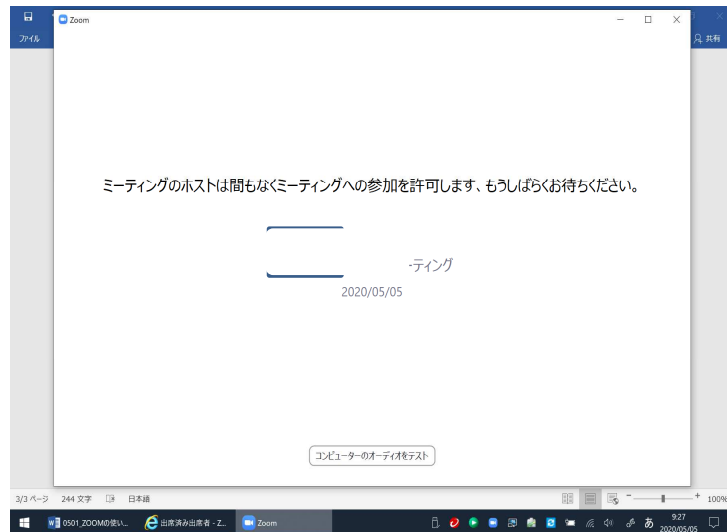 Zoom
ファイル
共有
ミーティングのホストは間もなくミーティングへの参加を許可します、もうしばらくお待ちください。
-ティング
2020/05/05
コンピューターのオーディオをテスト
3/3 ページ 244 文字 日本語
100%
0501_ZOOMの使い... 出席済み出席者 - Z... Zoom
あ
9:27
2020/05/05